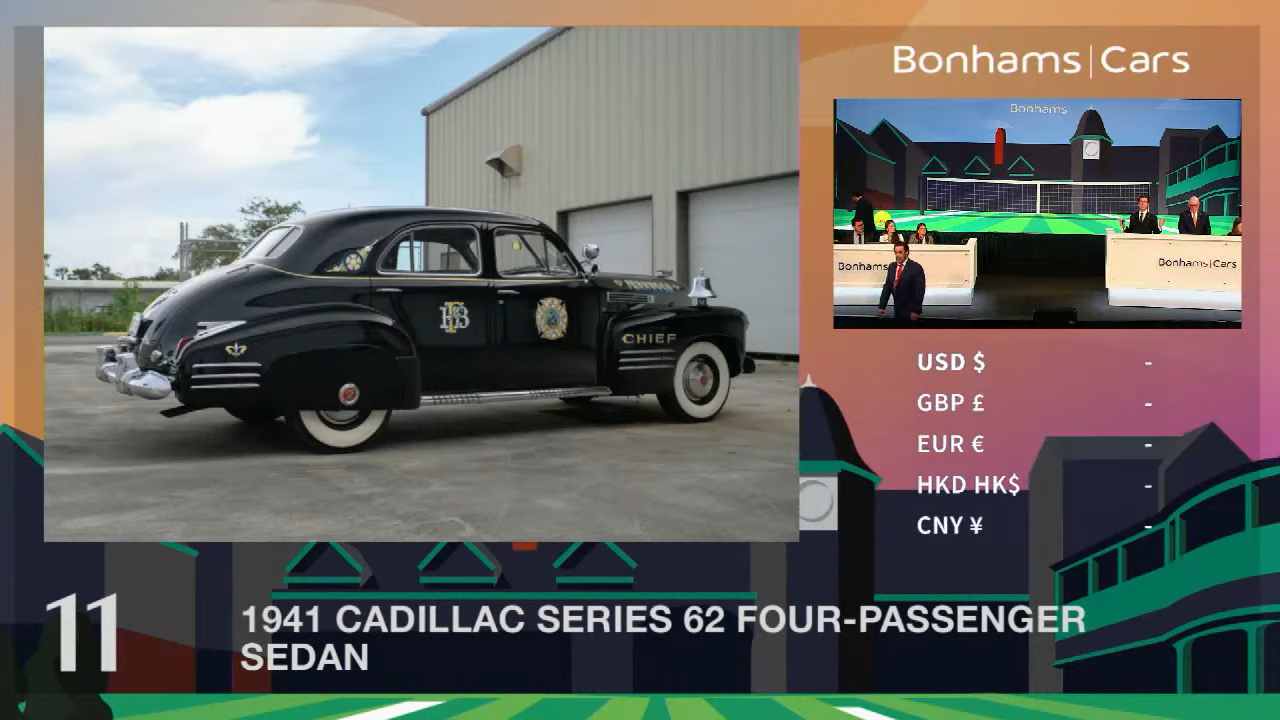 Bonhams|Cars
Bonhams
Bonhams
Bonhams|Cars
CHIEF
USD $ -
GBP £ -
EUR € -
HKD HK$ -
CNY ¥ -
11
1941 CADILLAC SERIES 62 FOUR-PASSENGER
SEDAN